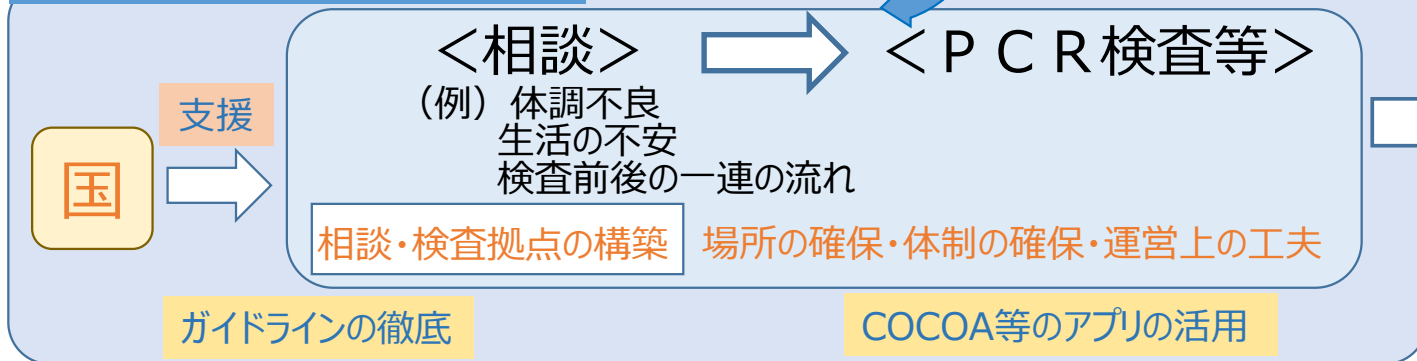 <相談>
<PCR検査等>
(例)体調不良
生活の不安
検査前後の一連の流れ
支援
国
相談・検査拠点の構築
場所の確保・体制の確保・運営上の工夫
ガイドラインの徹底
COCOA等のアプリの活用